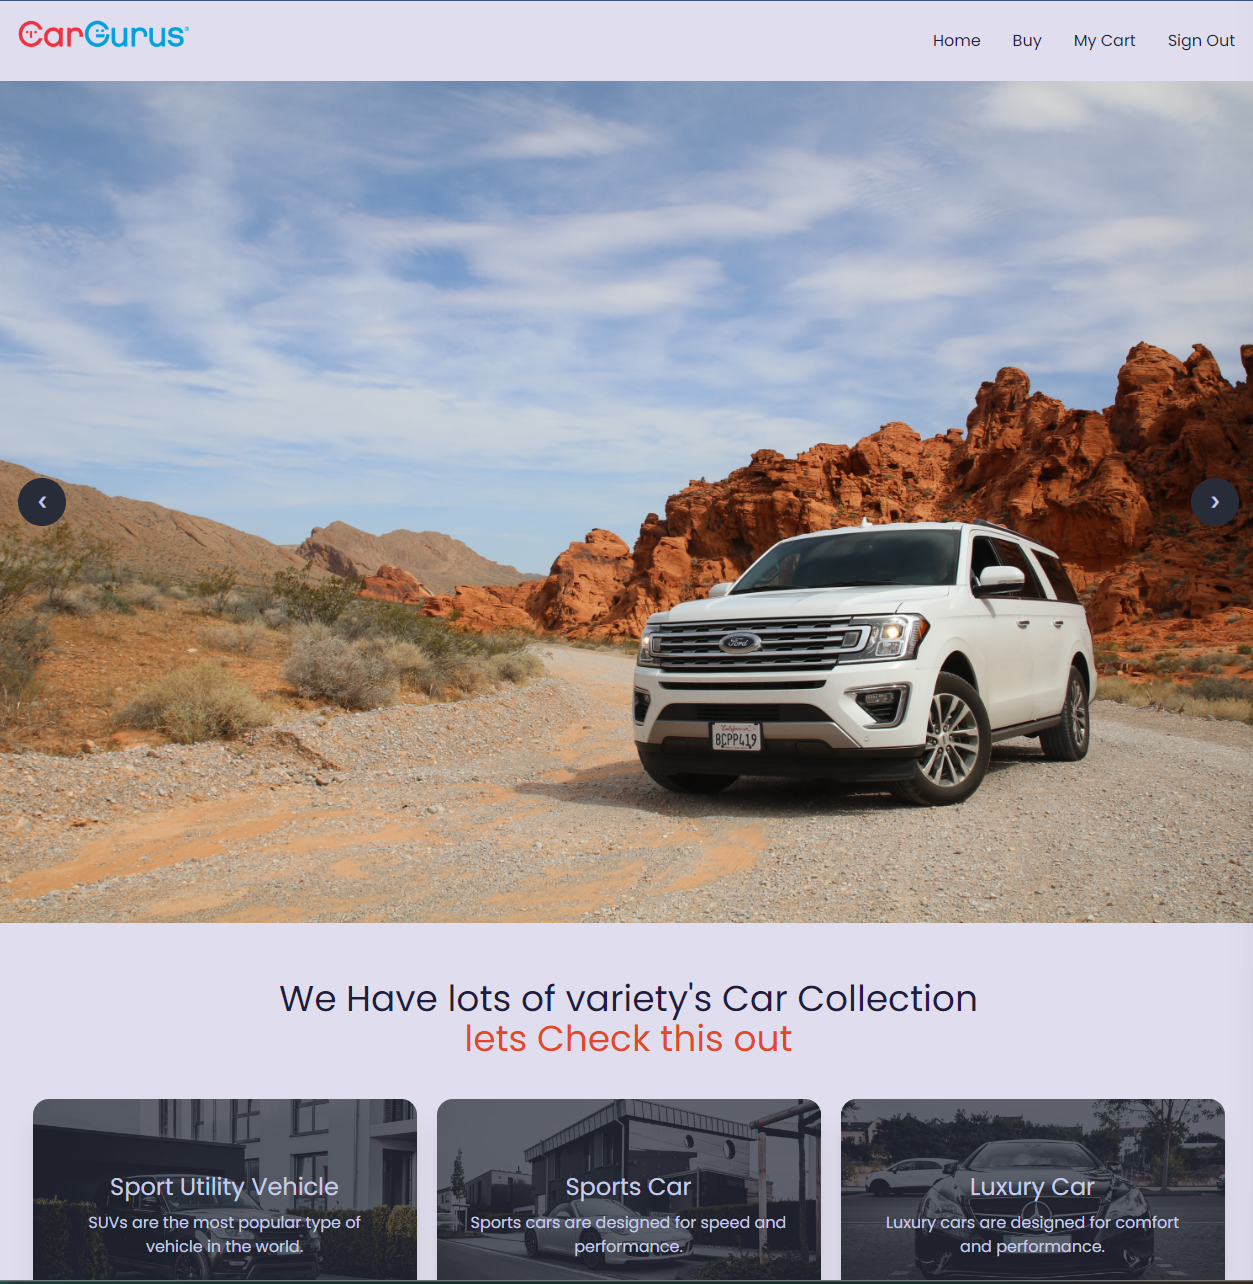 CarGurus
Home Buy My Cart Sign Out
Ford
California
8CPP419
We Have lots of variety's Car Collection
lets Check this out
Sport Utility Vehicle
SUVs are the most popular type of
vehicle in the world.
Sports Car
Sports cars are designed for speed and
performance.
Luxury Car
Luxury cars are designed for comfort
and performance.